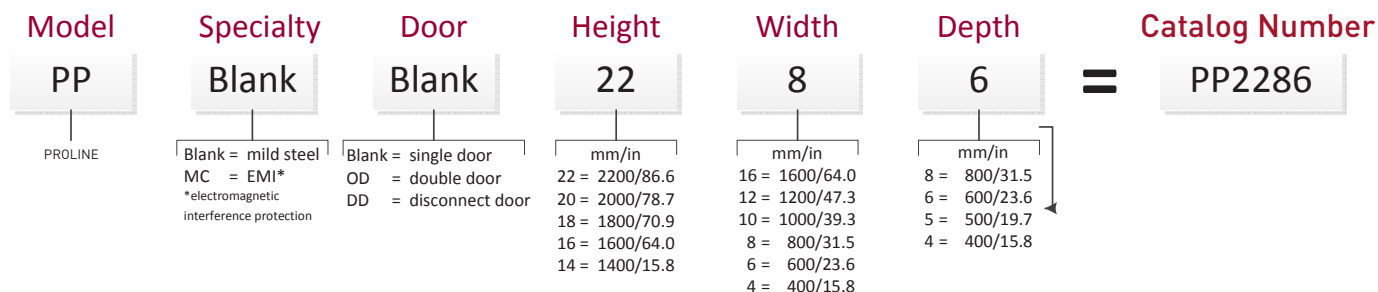 Model Specialty Door Height Width Depth Catalog Number
PP Blank Blank 22 8 6 = PP2286
PROLINE
Blank = mild steel
MC = EMI*
*electromagnetic
interference protection
Blank = single door
OD = double door
DD = disconnect door
mm/in
22 = 2200/86.6
20 = 2000/78.7
18 = 1800/70.9
16 = 1600/64.0
14 = 1400/15.8
mm/in
16 = 1600/64.0
12 = 1200/47.3
10 = 1000/39.3
8 = 800/31.5
6 = 600/23.6
4 = 400/15.8
mm/in
8 = 800/31.5
6 = 600/23.6
5 = 500/19.7
4 = 400/15.8